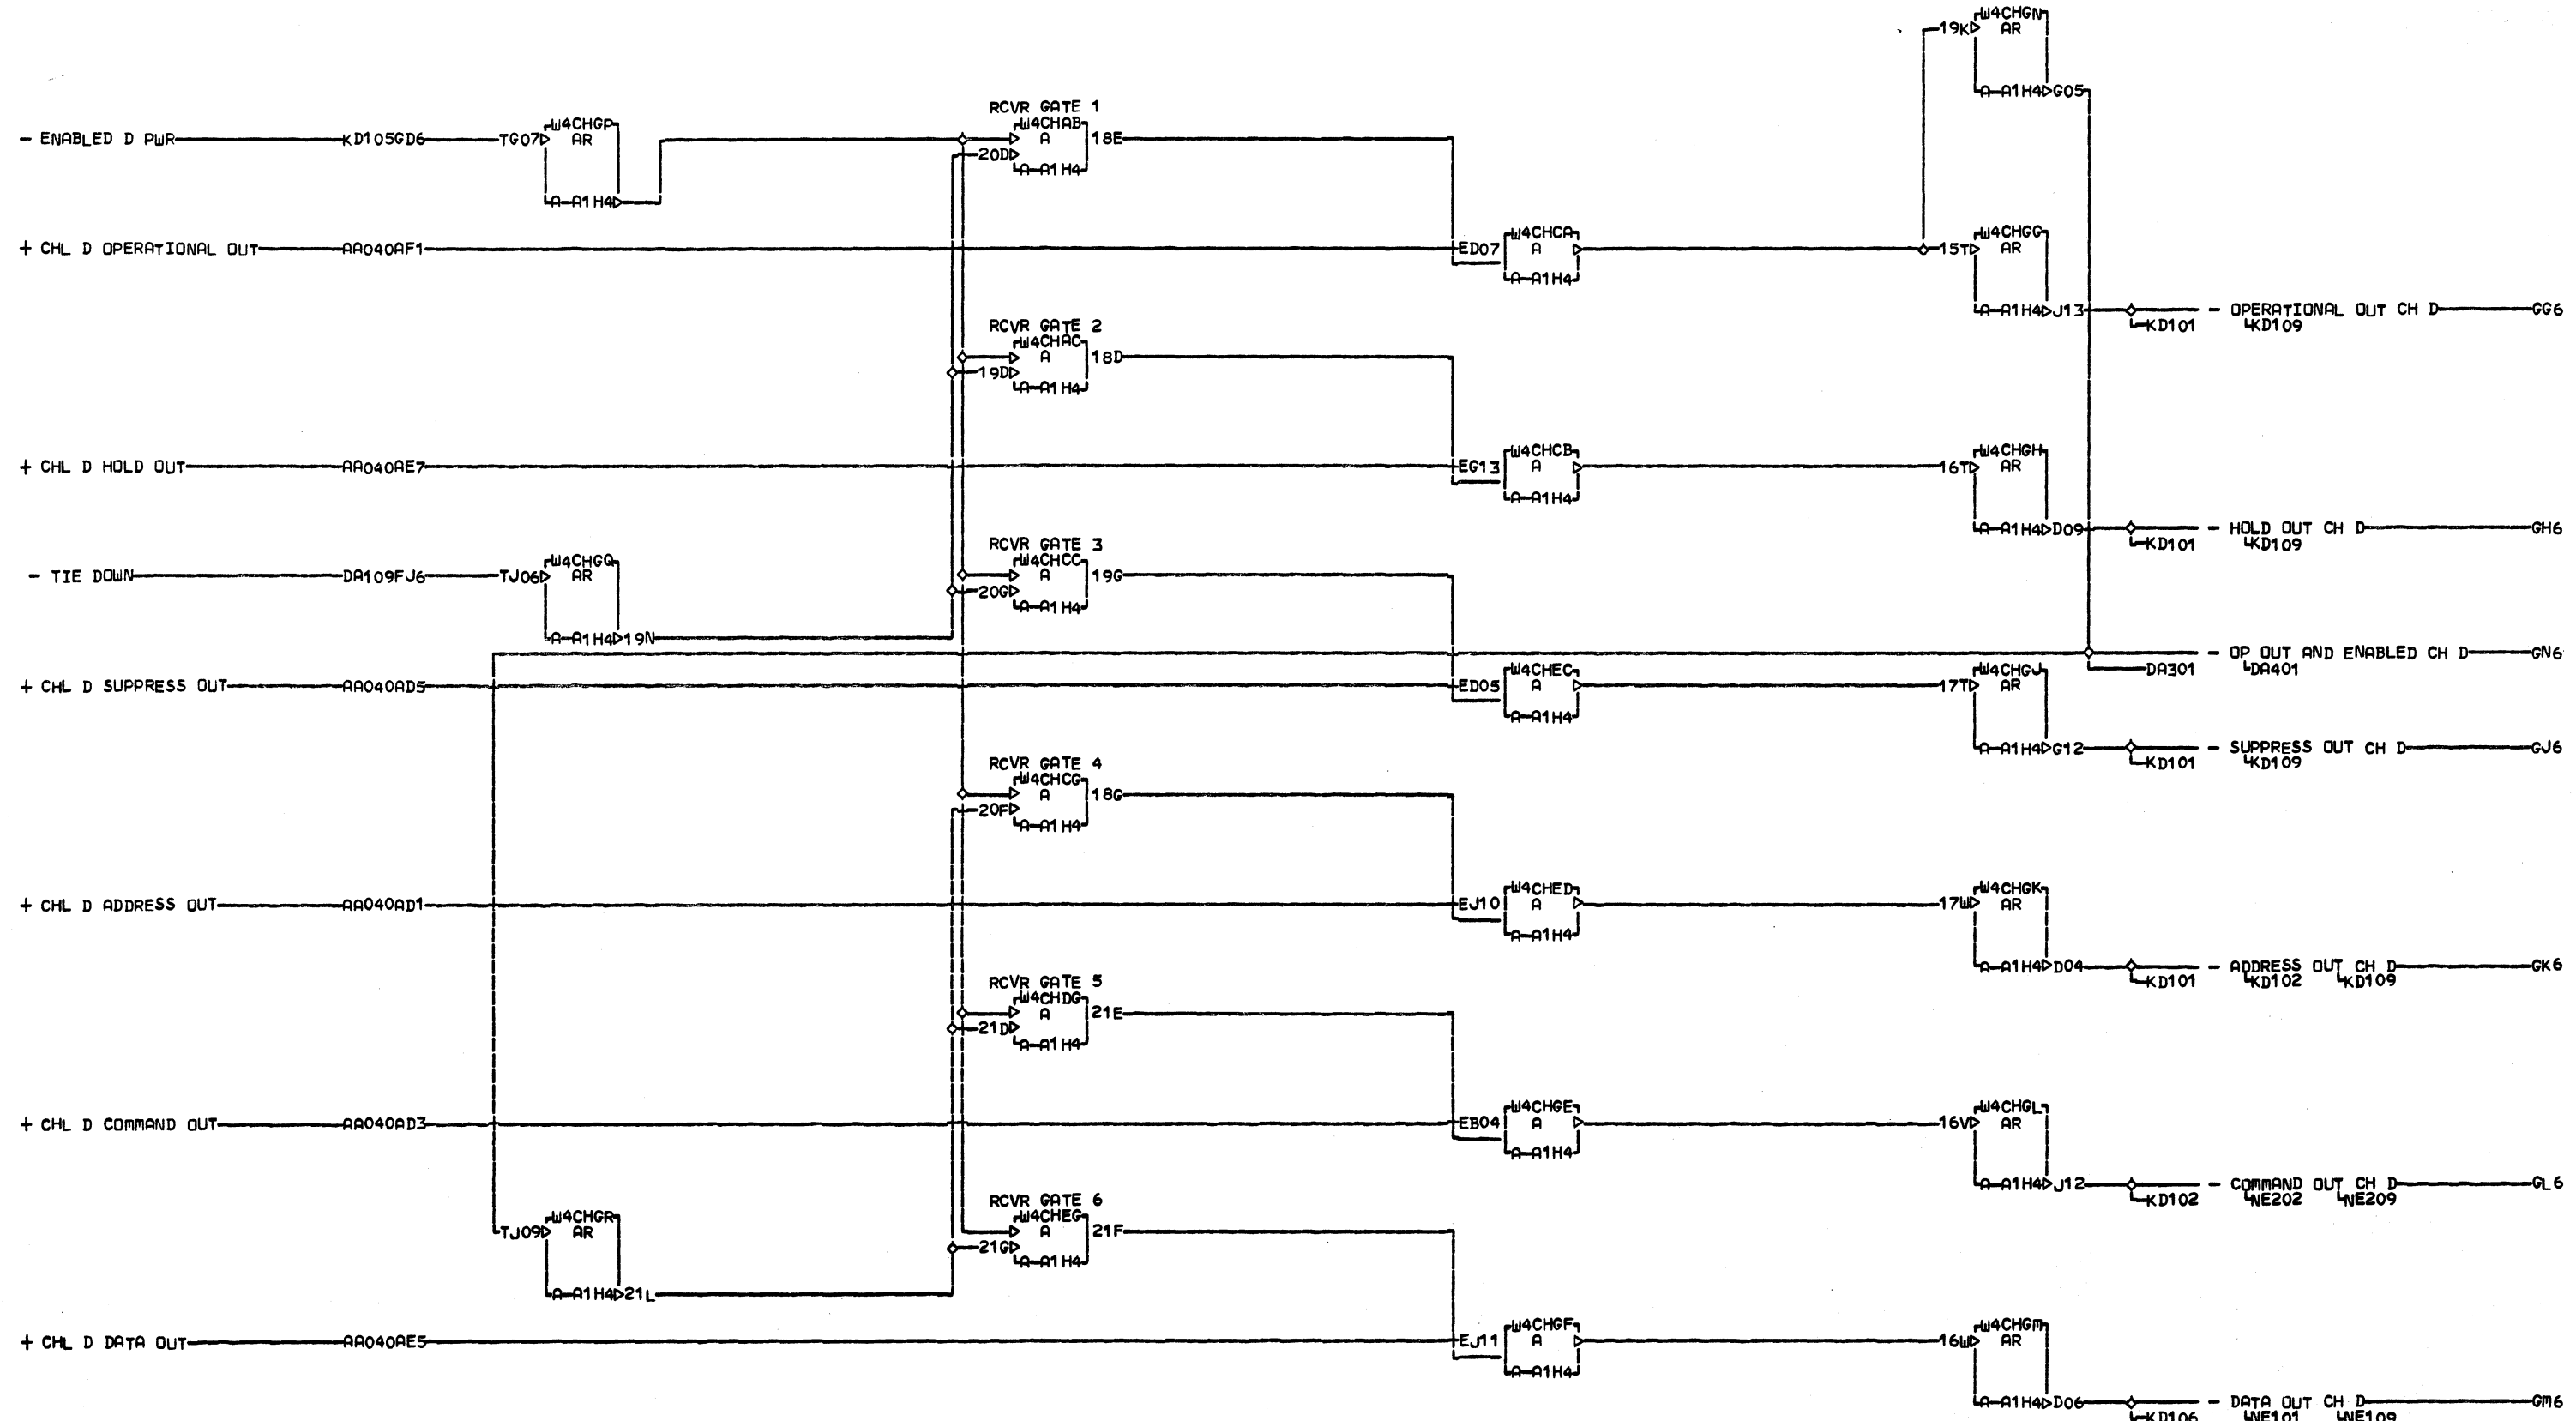 W4CHGN
19K AR
A-A1H4 G05
RCVR GATE 1
- ENABLED D PWR KD105GD6 TG07 W4CHGP AR
W4CHAB
A 18E
20D
A-A1H4
A-A1H4
+ CHL D OPERATIONAL OUT AA040AF1 ED07 W4CHCA A 15T W4CHGG AR
A-A1H4
A-A1H4 J13 - OPERATIONAL OUT CH D GG6
KD101 KD109
RCVR GATE 2
W4CHAC
A 18D
19D
A-A1H4
+ CHL D HOLD OUT AA040AE7 EG13 W4CHCB A 16T W4CHGH AR
A-A1H4
A-A1H4 D09 - HOLD OUT CH D GH6
KD101 KD109
RCVR GATE 3
- TIE DOWN DA109FJ6 TJ06 W4CHGQ AR
W4CHCC
A 19G
20G
A-A1H4
A-A1H4 19N
- OP OUT AND ENABLED CH D GN6
DA301 DA401
+ CHL D SUPPRESS OUT AA040AD5 ED05 W4CHEC A 17T W4CHGJ AR
A-A1H4
A-A1H4 G12 - SUPPRESS OUT CH D GJ6
KD101 KD109
RCVR GATE 4
W4CHCG
A 18G
20F
A-A1H4
+ CHL D ADDRESS OUT AA040AD1 EJ10 W4CHED A 17W W4CHGK AR
A-A1H4
A-A1H4 D04 - ADDRESS OUT CH D GK6
KD101 KD102 KD109
RCVR GATE 5
W4CHDG
A 21E
21D
A-A1H4
+ CHL D COMMAND OUT AA040AD3 EB04 W4CHGE A 16V W4CHGL AR
A-A1H4
A-A1H4 J12 - COMMAND OUT CH D GL6
KD102 NE202 NE209
RCVR GATE 6
TJ09 W4CHGR AR
W4CHEG
A 21F
21G
A-A1H4
A-A1H4 21L
+ CHL D DATA OUT AA040AE5 EJ11 W4CHGF A 16W W4CHGM AR
A-A1H4
A-A1H4 D06 - DATA OUT CH D GM6
KD106 NE101 NE109